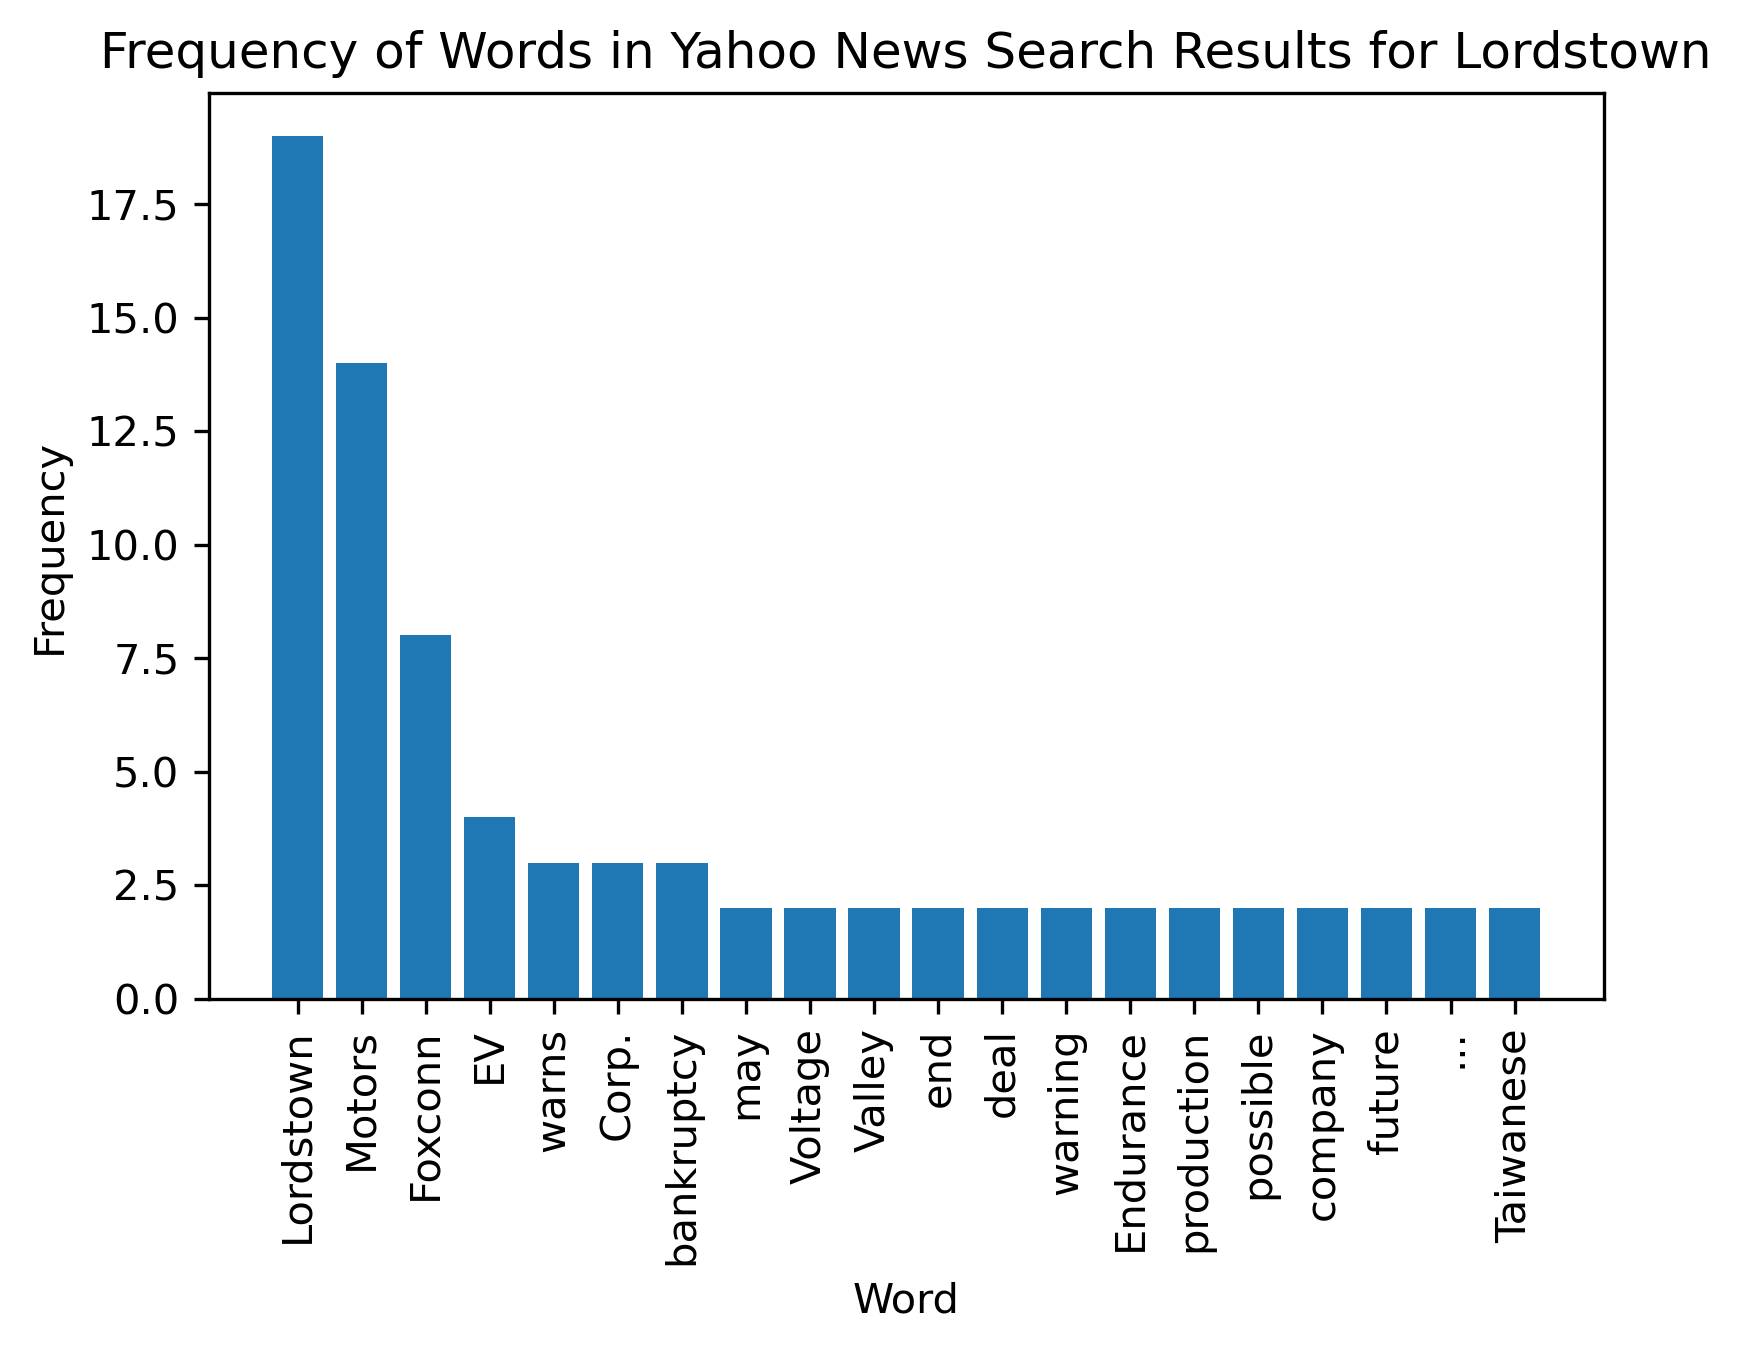 Frequency of Words in Yahoo News Search Results for Lordstown
17.5
15.0
12.5
10.0
7.5
5.0
2.5
0.0
Frequency
Lordstown
Motors
Foxconn
EV
warns
Corp.
bankruptcy
may
Voltage
Valley
end
deal
warning
Endurance
production
possible
company
future
...
Taiwanese
Word